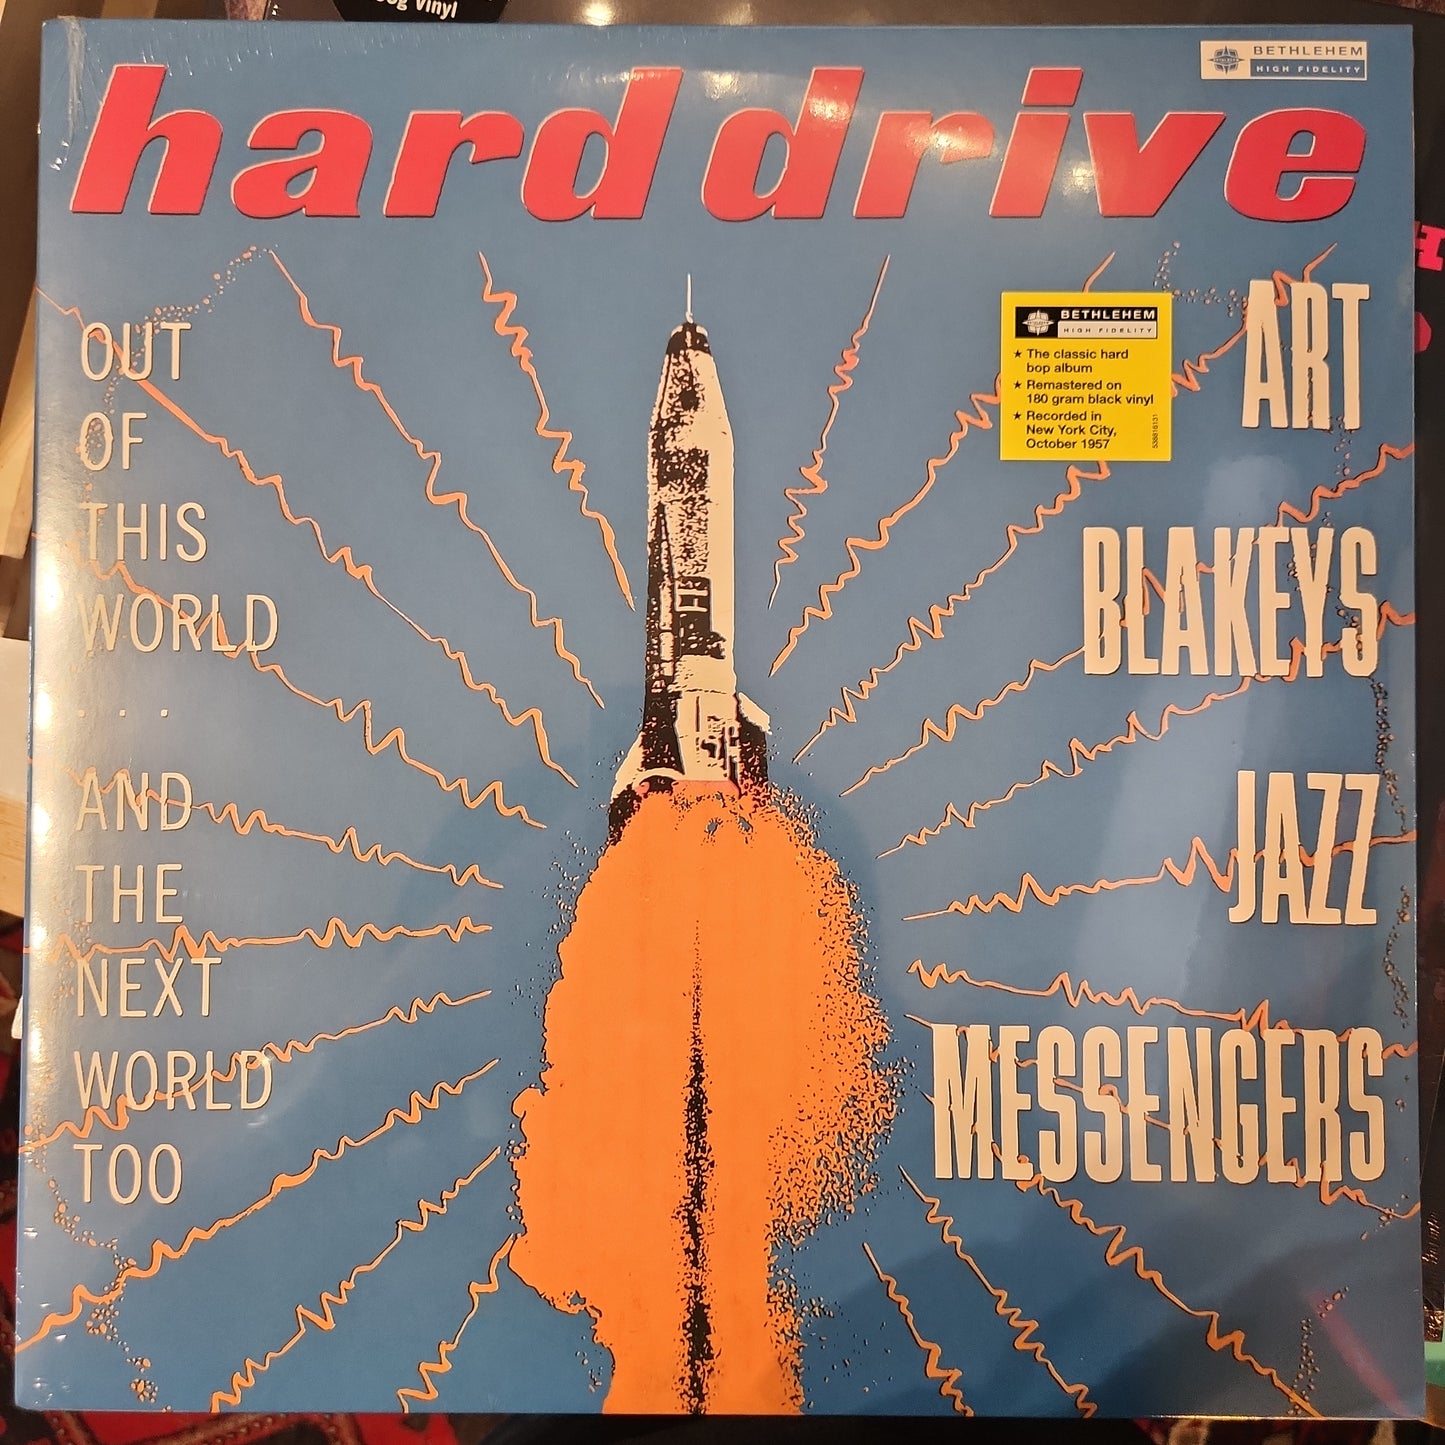 80g Vinyl
BETHLEHEM
HIGH FIDELITY
hard drive
OUT
OF
THIS
WORLD
. . .
AND
THE
NEXT
WORLD
TOO
BETHLEHEM
HIGH FIDELITY
★ The classic hard
bop album
★ Remastered on
180 gram black vinyl
★ Recorded in
New York City,
October 1957
538816131
ART
BLAKEYS
JAZZ
MESSENGERS
H